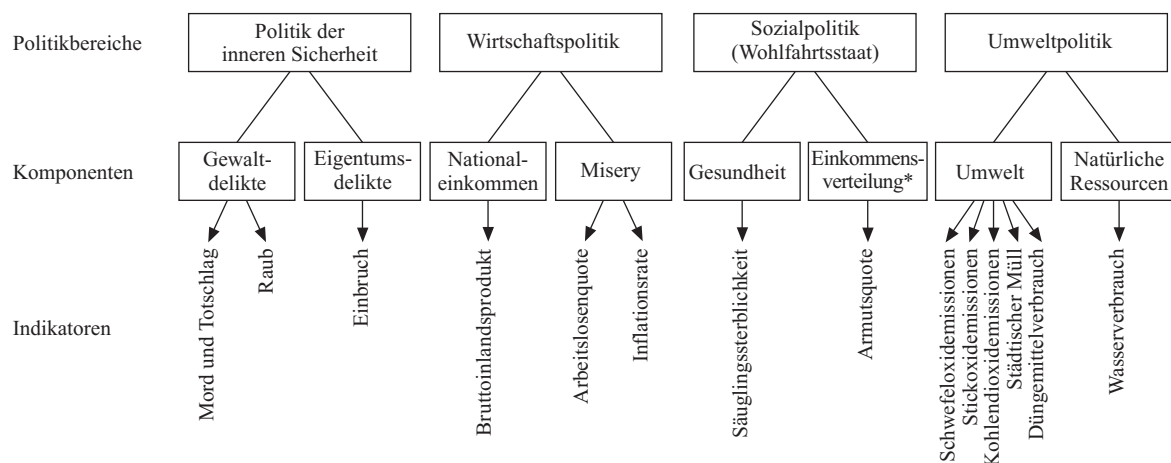 Politikbereiche
Politik der
inneren Sicherheit
Wirtschaftspolitik
Sozialpolitik
(Wohlfahrtsstaat)
Umweltpolitik
Komponenten
Gewalt-
delikte
Eigentums-
delikte
National-
einkommen
Misery
Gesundheit
Einkommens-
verteilung*
Umwelt
Natürliche
Ressourcen
Indikatoren
Mord und Totschlag
Raub
Einbruch
Bruttoinlandsprodukt
Arbeitslosenquote
Inflationsrate
Säuglingssterblichkeit
Armutsquote
Schwefeloxidemissionen
Stickoxidemissionen
Kohlendioxidemissionen
Städtischer Müll
Düngemittelverbrauch
Wasserverbrauch